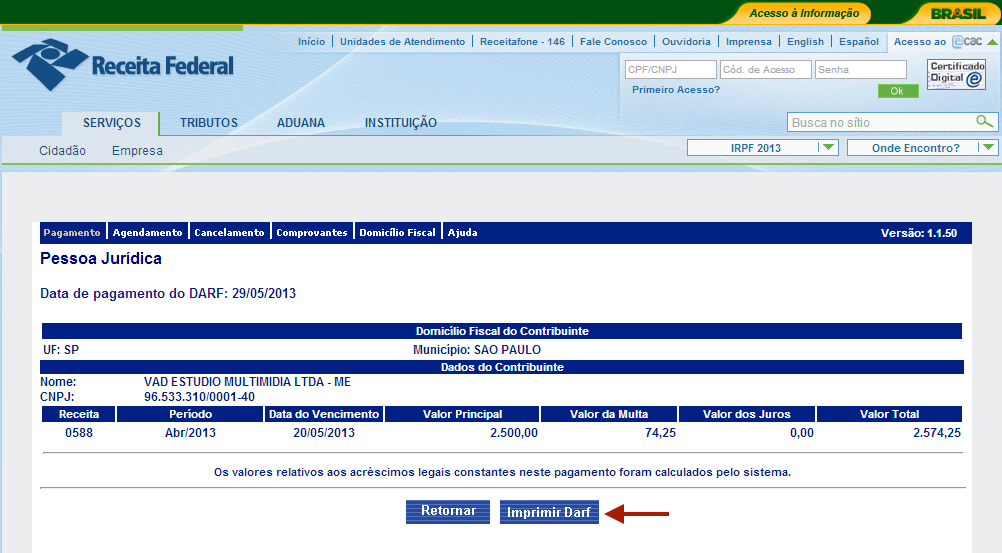 Acesso à Informação BRASIL
Início Unidades de Atendimento Receitafone - 146 Fale Conosco Ouvidoria Imprensa English Español Acesso ao ecac
Receita Federal
CPF/CNPJ Cód. de Acesso Senha Certificado Digital
Primeiro Acesso? Ok
SERVIÇOS TRIBUTOS ADUANA INSTITUIÇÃO Busca no sítio
Cidadão Empresa IRPF 2013 Onde Encontro?
Pagamento Agendamento Cancelamento Comprovantes Domicílio Fiscal Ajuda Versão: 1.1.50
Pessoa Jurídica
Data de pagamento do DARF: 29/05/2013
Domicílio Fiscal do Contribuinte
UF: SP Município: SAO PAULO
Dados do Contribuinte
Nome: VAD ESTUDIO MULTIMIDIA LTDA - ME
CNPJ: 96.533.310/0001-40
Receita Período Data do Vencimento Valor Principal Valor da Multa Valor dos Juros Valor Total
0588 Abr/2013 20/05/2013 2.500,00 74,25 0,00 2.574,25
Os valores relativos aos acréscimos legais constantes neste pagamento foram calculados pelo sistema.
Retornar Imprimir Darf